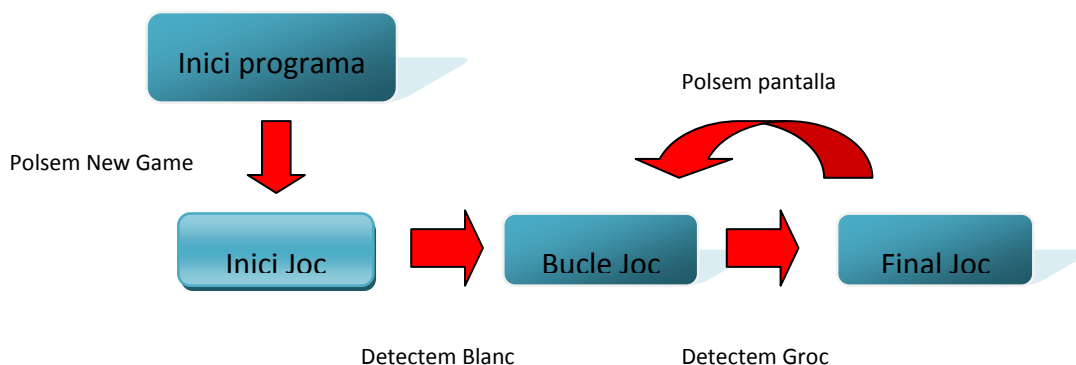 Inici programa
Polsem pantalla
Polsem New Game
Inici Joc
Bucle Joc
Final Joc
Detectem Blanc
Detectem Groc